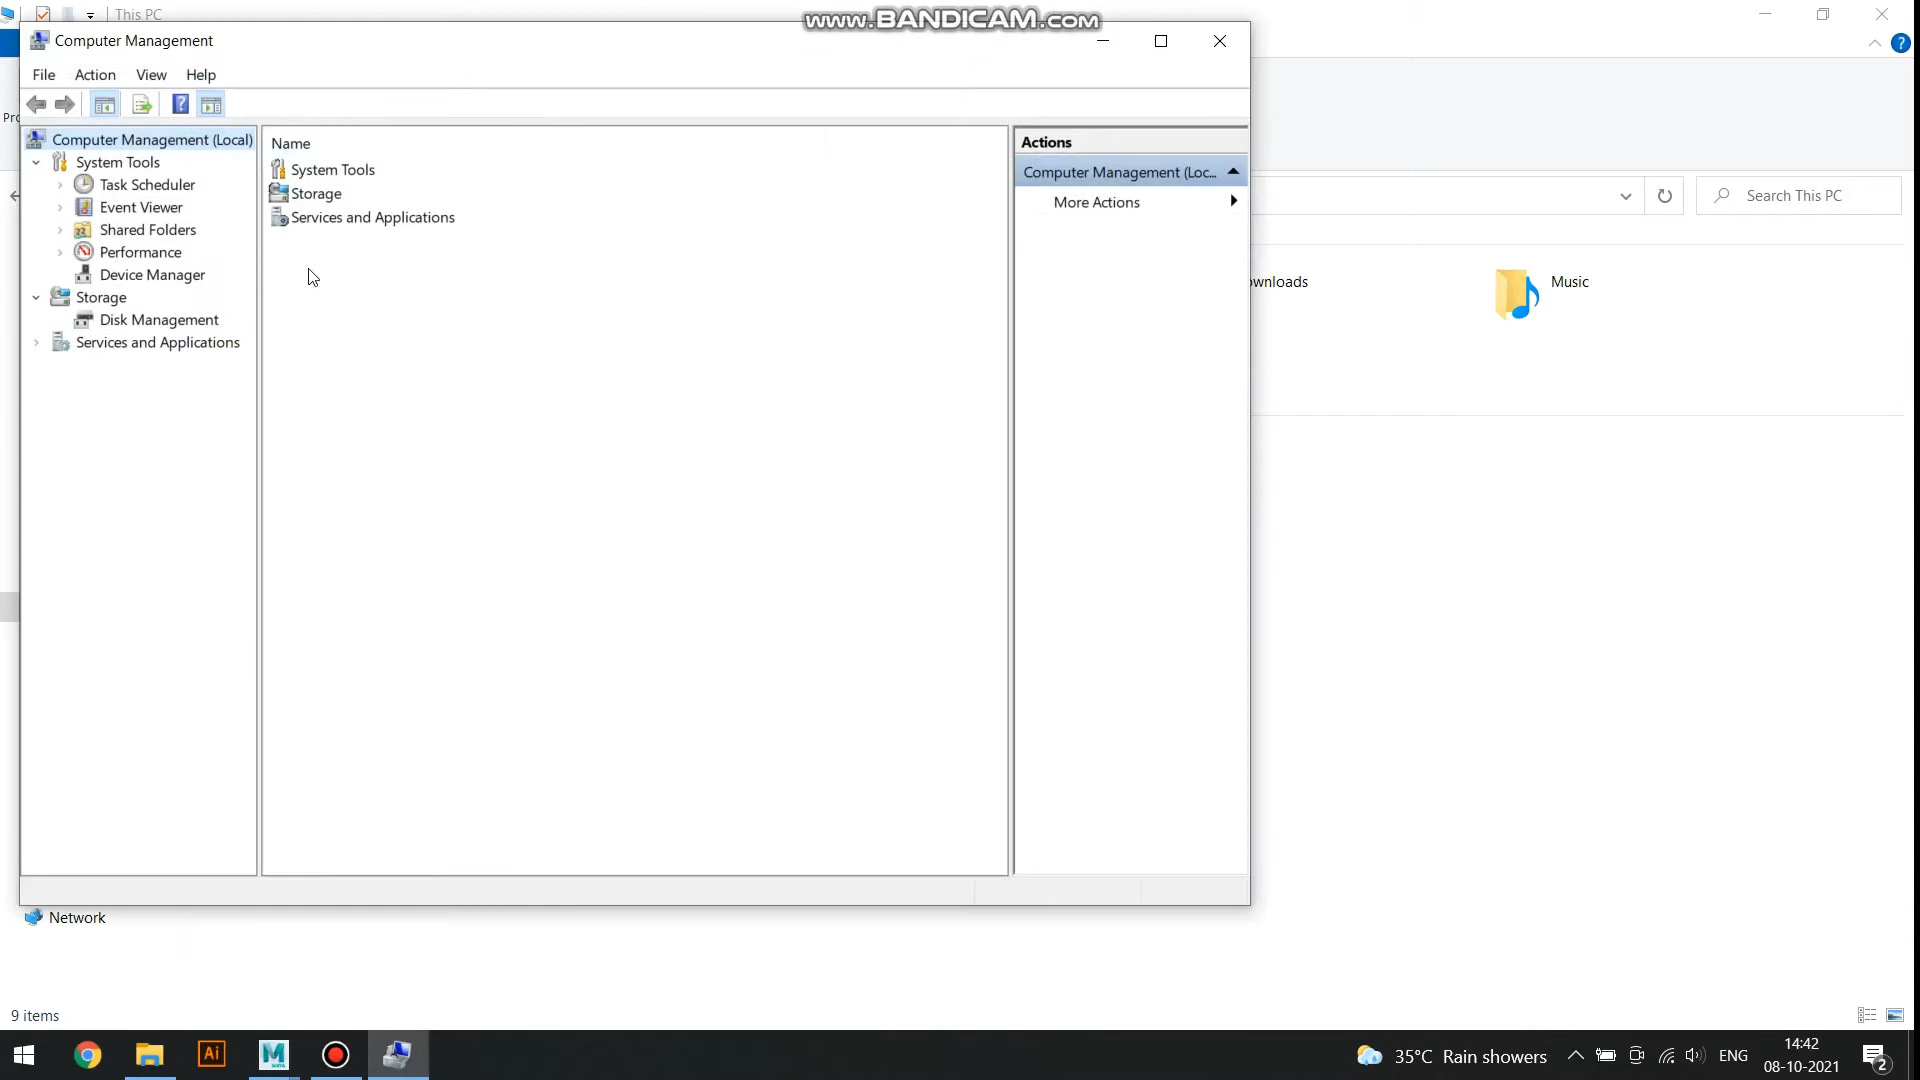 This PC
www.BANDICAM.com
Computer Management
File Action View Help
Computer Management (Local)
System Tools
Task Scheduler
Event Viewer
Shared Folders
Performance
Device Manager
Storage
Disk Management
Services and Applications
Name
System Tools
Storage
Services and Applications
Actions
Computer Management (Loc...
More Actions
Search This PC
Music
Network
9 items
Ai
35°C Rain showers
ENG
14:42
08-10-2021
2